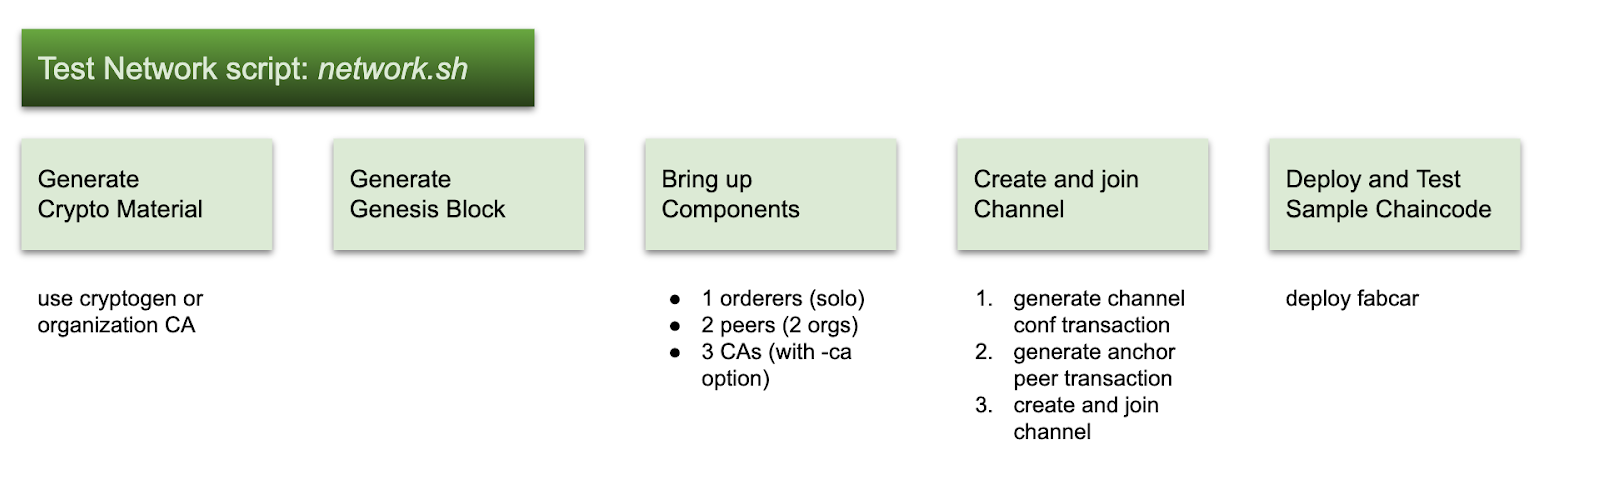 Test Network script: network.sh
Generate
Crypto Material
use cryptogen or
organization CA
Generate
Genesis Block
Bring up
Components
● 1 orderers (solo)
● 2 peers (2 orgs)
● 3 CAs (with -ca
option)
Create and join
Channel
1. generate channel
conf transaction
2. generate anchor
peer transaction
3. create and join
channel
Deploy and Test
Sample Chaincode
deploy fabcar